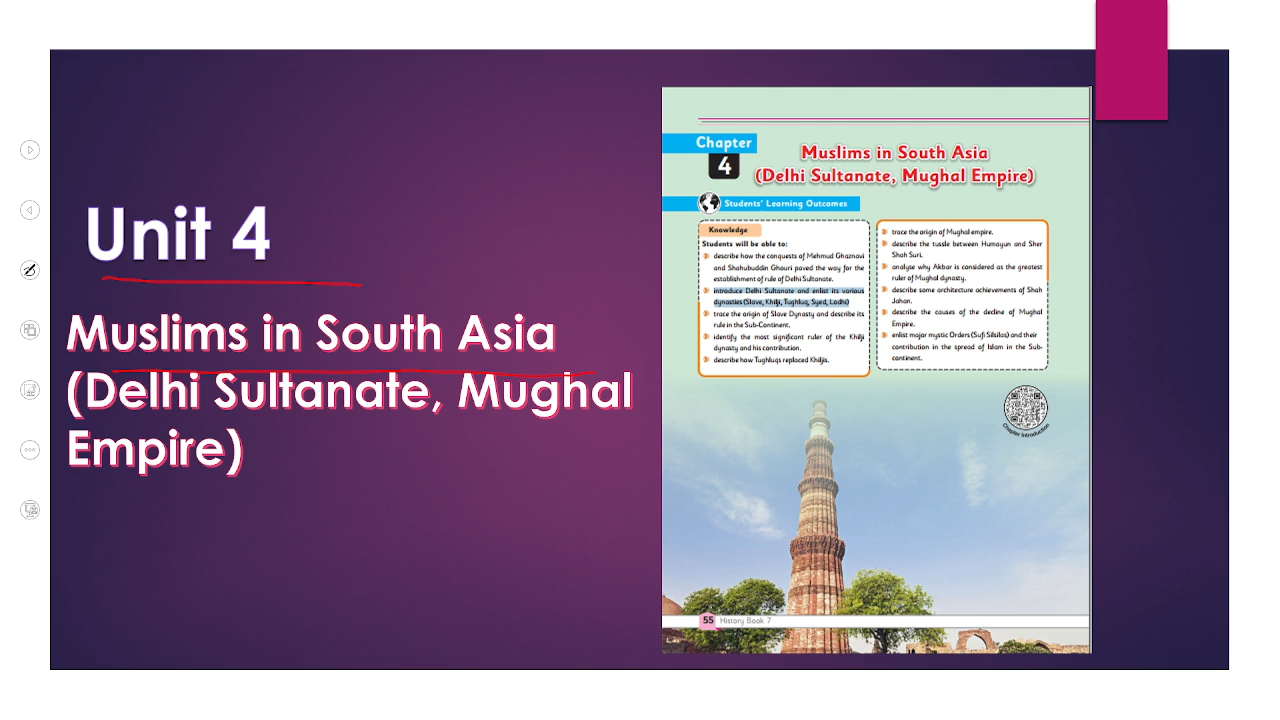 Unit 4
Muslims in South Asia
(Delhi Sultanate, Mughal
Empire)
Chapter
4
Muslims in South Asia
(Delhi Sultanate, Mughal Empire)
Students' Learning Outcomes
Knowledge
Students will be able to:
describe how the conquests of Mehmud Ghaznavi
and Shahubuddin Ghouri paved the way for the
establishment of rule of Delhi Sultanate.
introduce Delhi Sultanate and enlist its various
dynasties (Slave, Khilji, Tughluq, Syed, Lodhi)
trace the origin of Slave Dynasty and describe its
rule in the Sub-Continent.
identify the most significant ruler of the Khilji
dynasty and his contribution.
describe how Tughluqs replaced Khiljis.
trace the origin of Mughal empire.
describe the tussle between Humayun and Sher
Shah Suri.
analyse why Akbar is considered as the greatest
ruler of Mughal dynasty.
describe some architecture achievements of Shah
Jahan.
describe the causes of the decline of Mughal
Empire.
enlist major mystic Orders (Sufi Silsilas) and their
contribution in the spread of Islam in the Sub-
continent.
Chapter Introduction
55 History Book 7